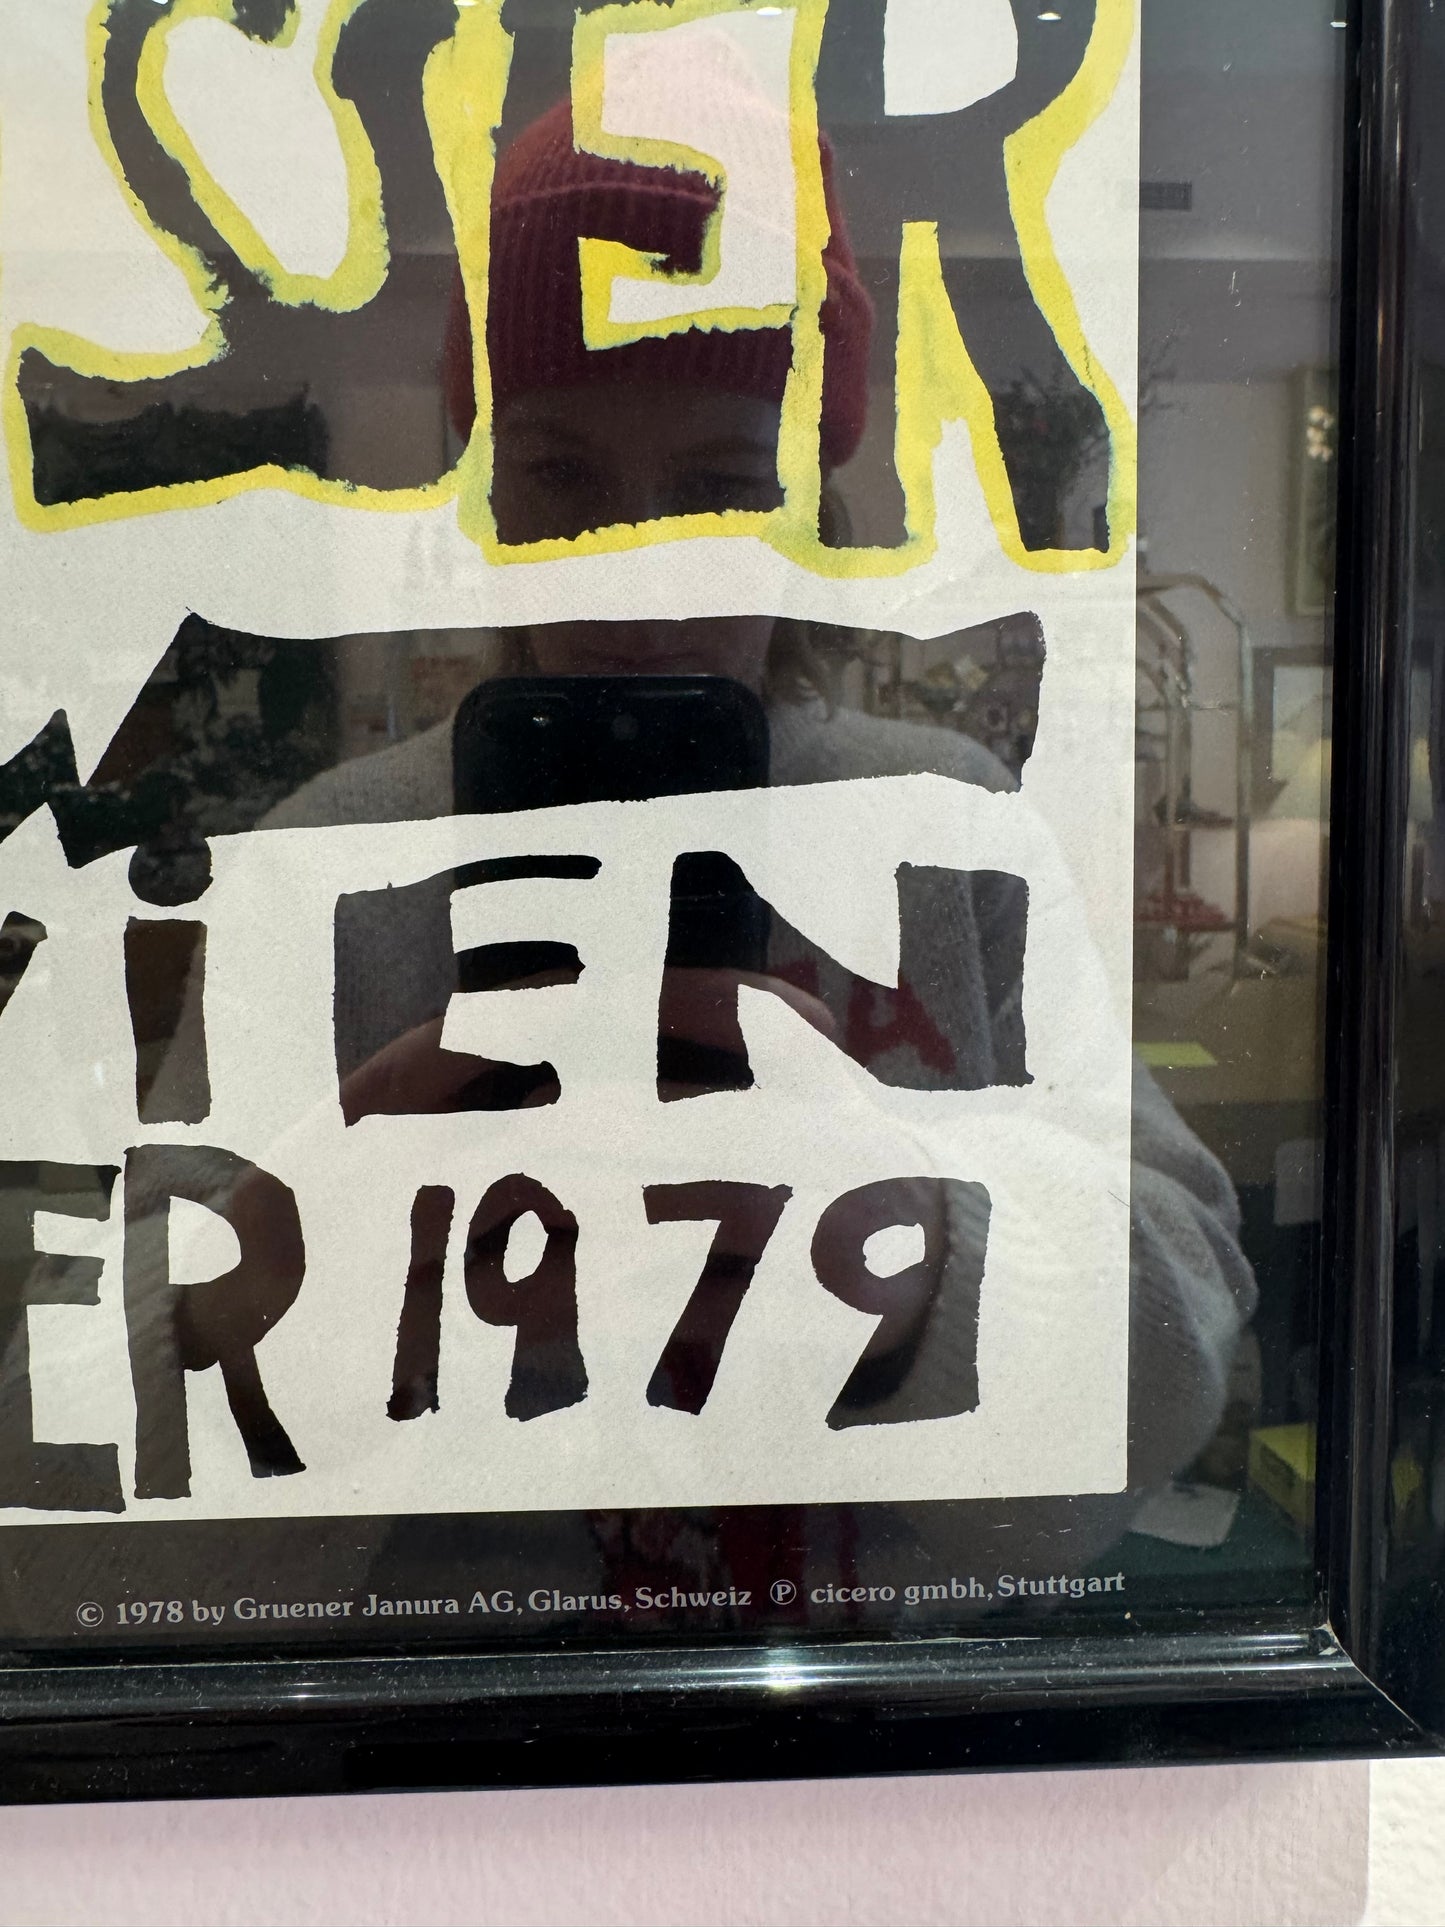 SER
iEN
ER 1979
© 1978 by Gruener Janura AG, Glarus, Schweiz ℗ cicero gmbh, Stuttgart